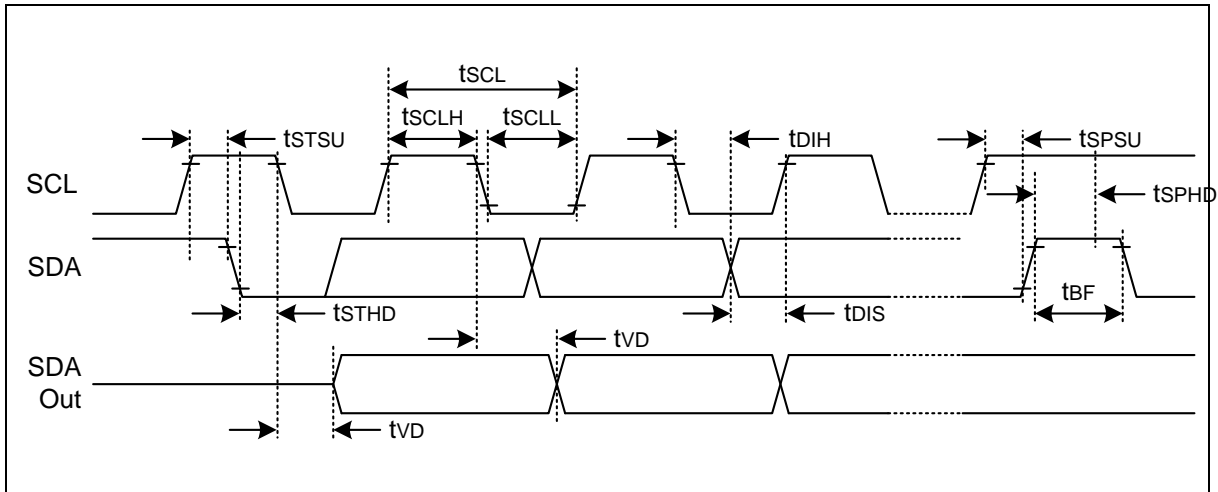 tSCL
tSCLH
tSCLL
tSTSU
tDIH
tSPSU
SCL
tSPHD
SDA
tBF
tSTHD
tDIS
tVD
SDA
Out
tVD